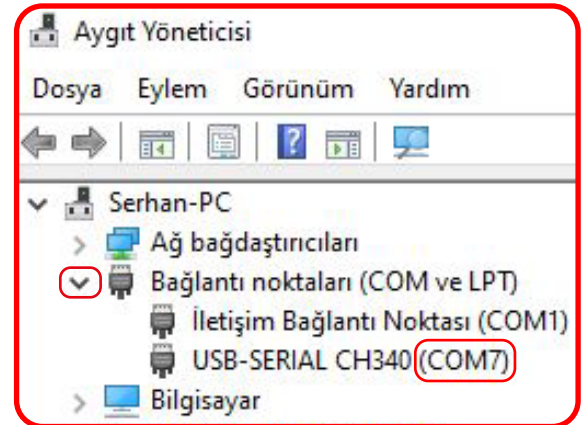 Aygıt Yöneticisi
Dosya Eylem Görünüm Yardım
?
Serhan-PC
Ağ bağdaştırıcıları
Bağlantı noktaları (COM ve LPT)
İletişim Bağlantı Noktası (COM1)
USB-SERIAL CH340 (COM7)
Bilgisayar